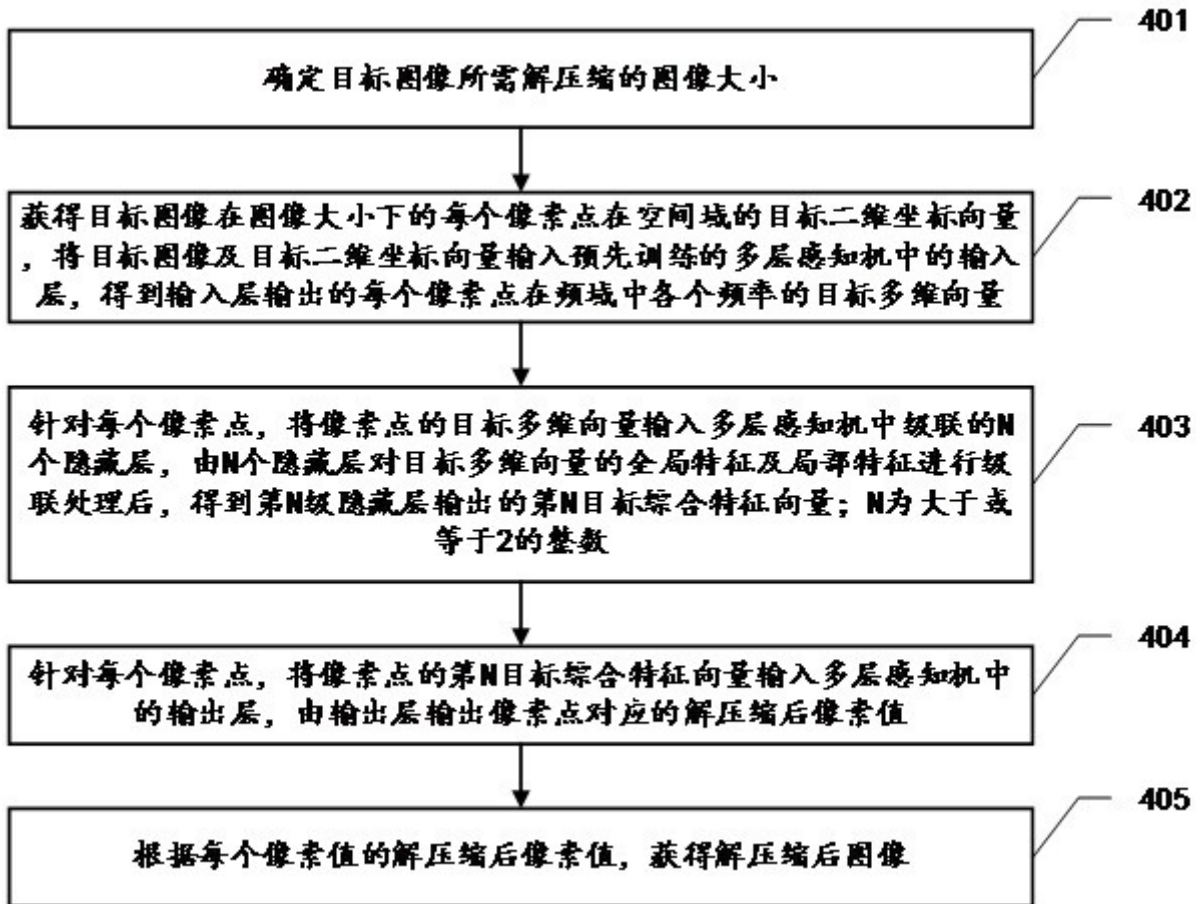 401
确定目标图像所需解压缩的图像大小
402
获得目标图像在图像大小下的每个像素点在空间域的目标二维坐标向量
，将目标图像及目标二维坐标向量输入预先训练的多层感知机中的输入
层，得到输入层输出的每个像素点在频域中各个频率的目标多维向量
403
针对每个像素点，将像素点的目标多维向量输入多层感知机中级联的N
个隐藏层，由N个隐藏层对目标多维向量的全局特征及局部特征进行级
联处理后，得到第N级隐藏层输出的第N目标综合特征向量；N为大于或
等于2的整数
404
针对每个像素点，将像素点的第N目标综合特征向量输入多层感知机中
的输出层，由输出层输出像素点对应的解压缩后像素值
405
根据每个像素值的解压缩后像素值，获得解压缩后图像